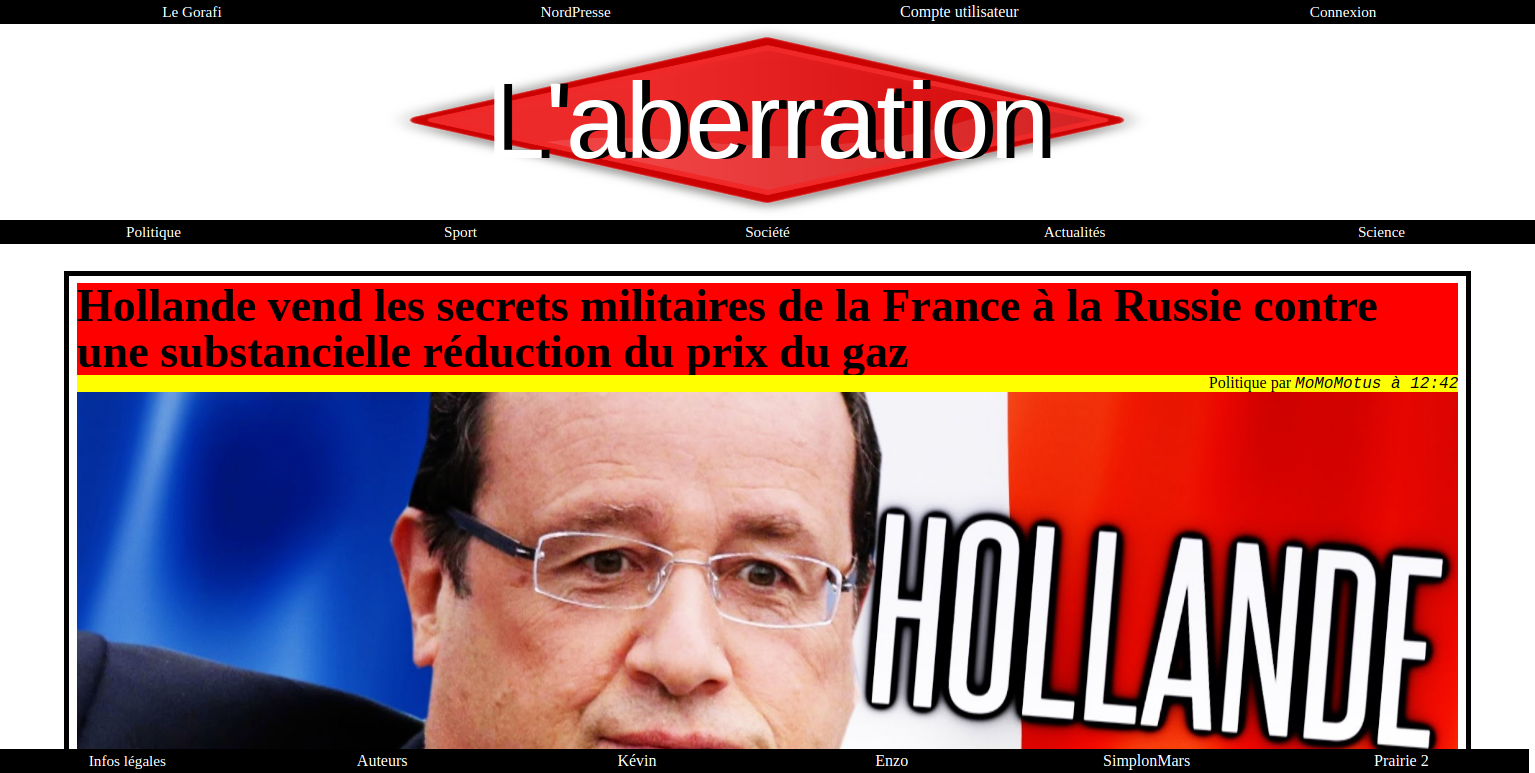 Le Gorafi NordPresse Compte utilisateur Connexion
L'aberration
Politique Sport Société Actualités Science
Hollande vend les secrets militaires de la France à la Russie contre
une substancielle réduction du prix du gaz
Politique par MoMoMotus à 12:42
HOLLANDE
Infos légales Auteurs Kévin Enzo SimplonMars Prairie 2